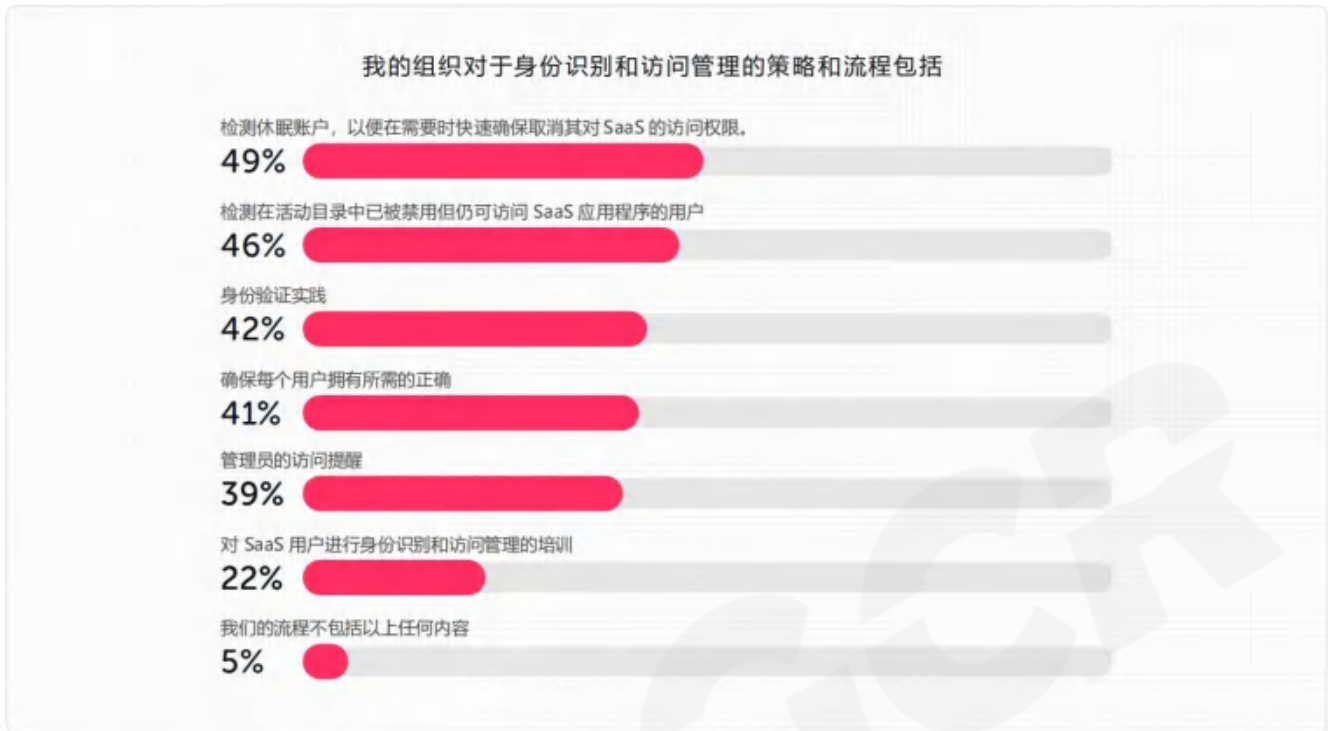 我的组织对于身份识别和访问管理的策略和流程包括
检测休眠账户，以便在需要时快速确保取消其对SaaS的访问权限。
49%
检测在活动目录中已被禁用但仍可访问 SaaS 应用程序的用户
46%
身份验证实践
42%
确保每个用户拥有所需的正确
41%
管理员的访问提醒
39%
对 SaaS 用户进行身份识别和访问管理的培训
22%
我们的流程不包括以上任何内容
5%